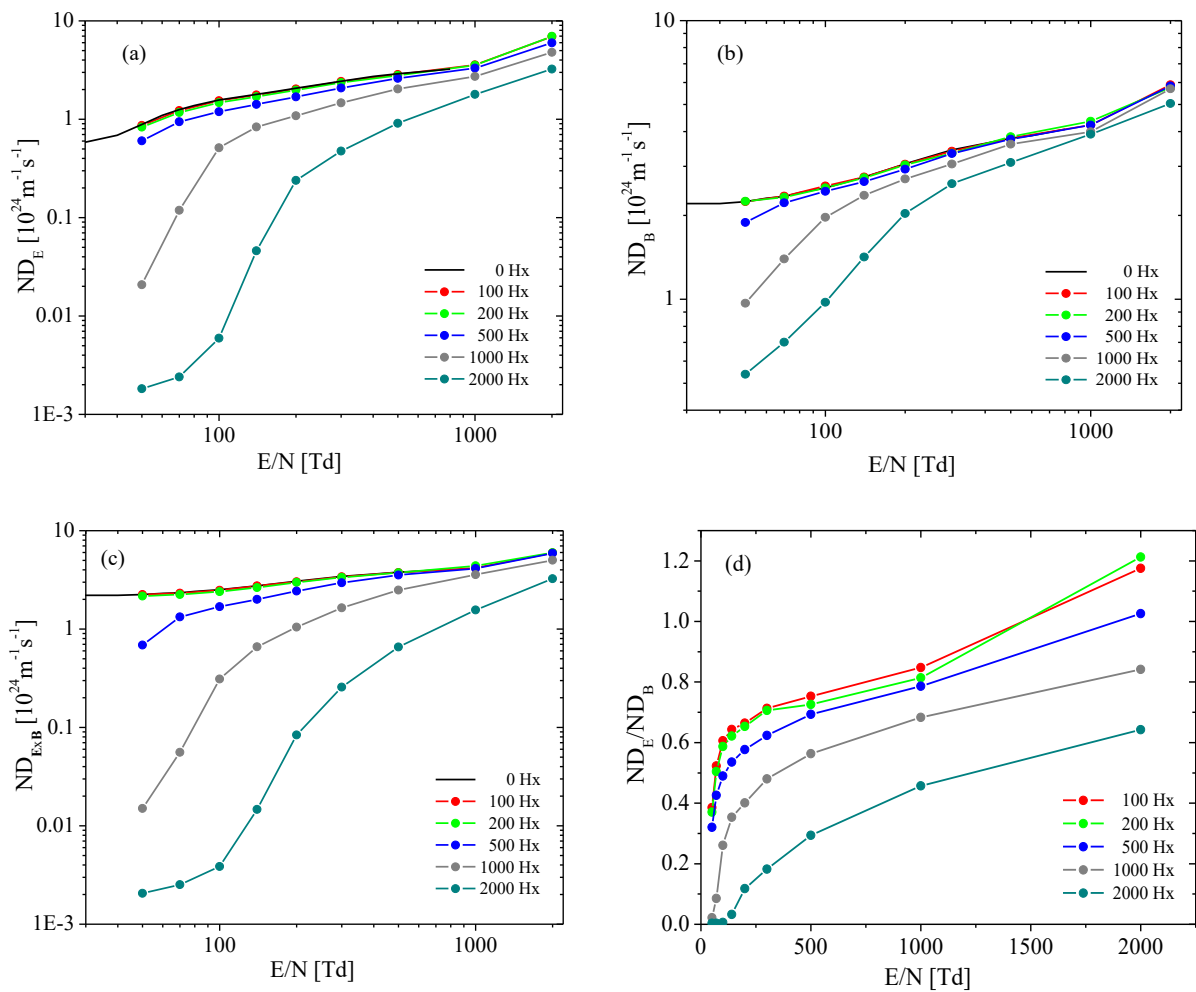 (a)
10
1
0.1
0.01
1E-3
ND_E [10^24 m^-1 s^-1]
100
1000
E/N [Td]
0 Hx
100 Hx
200 Hx
500 Hx
1000 Hx
2000 Hx
(b)
10
1
ND_B [10^24 m^-1 s^-1]
100
1000
E/N [Td]
0 Hx
100 Hx
200 Hx
500 Hx
1000 Hx
2000 Hx
(c)
10
1
0.1
0.01
1E-3
ND_ExB [10^24 m^-1 s^-1]
100
1000
E/N [Td]
0 Hx
100 Hx
200 Hx
500 Hx
1000 Hx
2000 Hx
(d)
1.2
1.0
0.8
0.6
0.4
0.2
0.0
ND_E/ND_B
0
250
500
750
1000
1250
1500
1750
2000
E/N [Td]
100 Hx
200 Hx
500 Hx
1000 Hx
2000 Hx